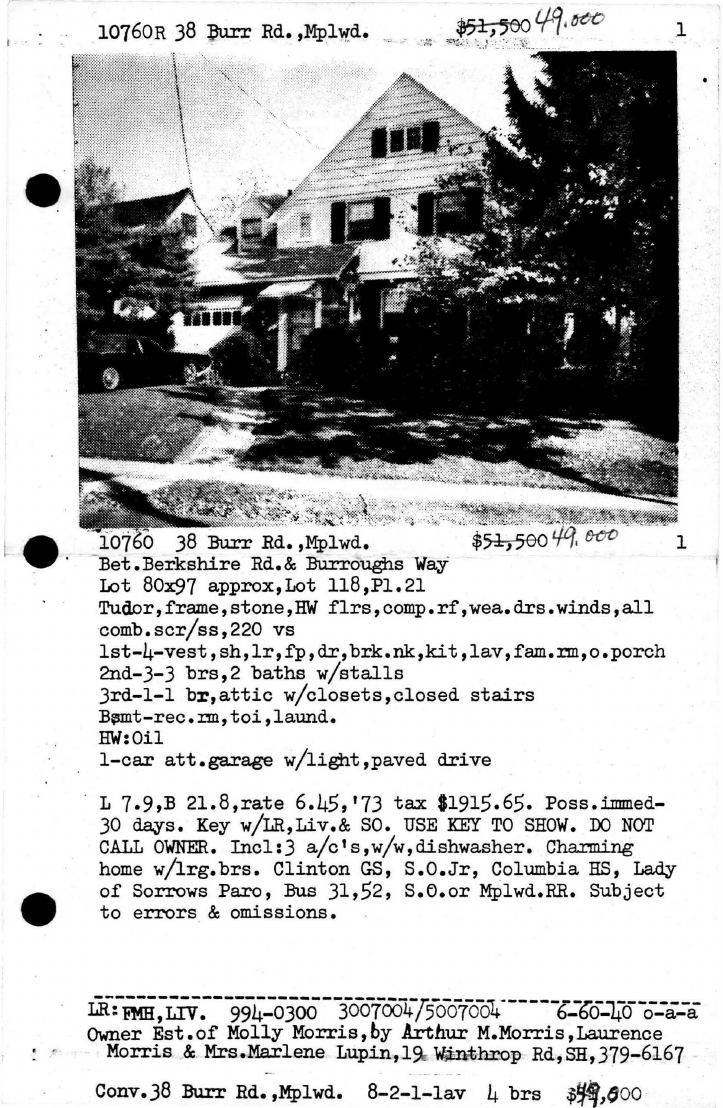 10760R 38 Burr Rd.,Mplwd. $51,500 49.000 1
10760 38 Burr Rd.,Mplwd. $51,500 49.000 1
Bet.Berkshire Rd.& Burroughs Way
Lot 80x97 approx,Lot 118,Pl.21
Tudor,frame,stone,HW flrs,comp.rf,wea.drs.winds,all
comb.scr/ss,220 vs
1st-4-vest,sh,lr,fp,dr,brk.nk,kit,lav,fam.rm,o.porch
2nd-3-3 brs,2 baths w/stalls
3rd-1-1 br,attic w/closets,closed stairs
Bsmt-rec.rm,toi,laund.
HW:Oil
1-car att.garage w/light,paved drive
L 7.9,B 21.8,rate 6.45,'73 tax $1915.65. Poss.immed-
30 days. Key w/LR,Liv.& SO. USE KEY TO SHOW. DO NOT
CALL OWNER. Incl:3 a/c's,w/w,dishwasher. Charming
home w/lrg.brs. Clinton GS, S.O.Jr, Columbia HS, Lady
of Sorrows Paro, Bus 31,52, S.O.or Mplwd.RR. Subject
to errors & omissions.
LR:FMH,LIV. 994-0300 3007004/5007004 6-60-40 o-a-a
Owner Est.of Molly Morris,by Arthur M.Morris,Laurence
Morris & Mrs.Marlene Lupin,19 Winthrop Rd,SH,379-6167
Conv.38 Burr Rd.,Mplwd. 8-2-1-lav 4 brs $49,000